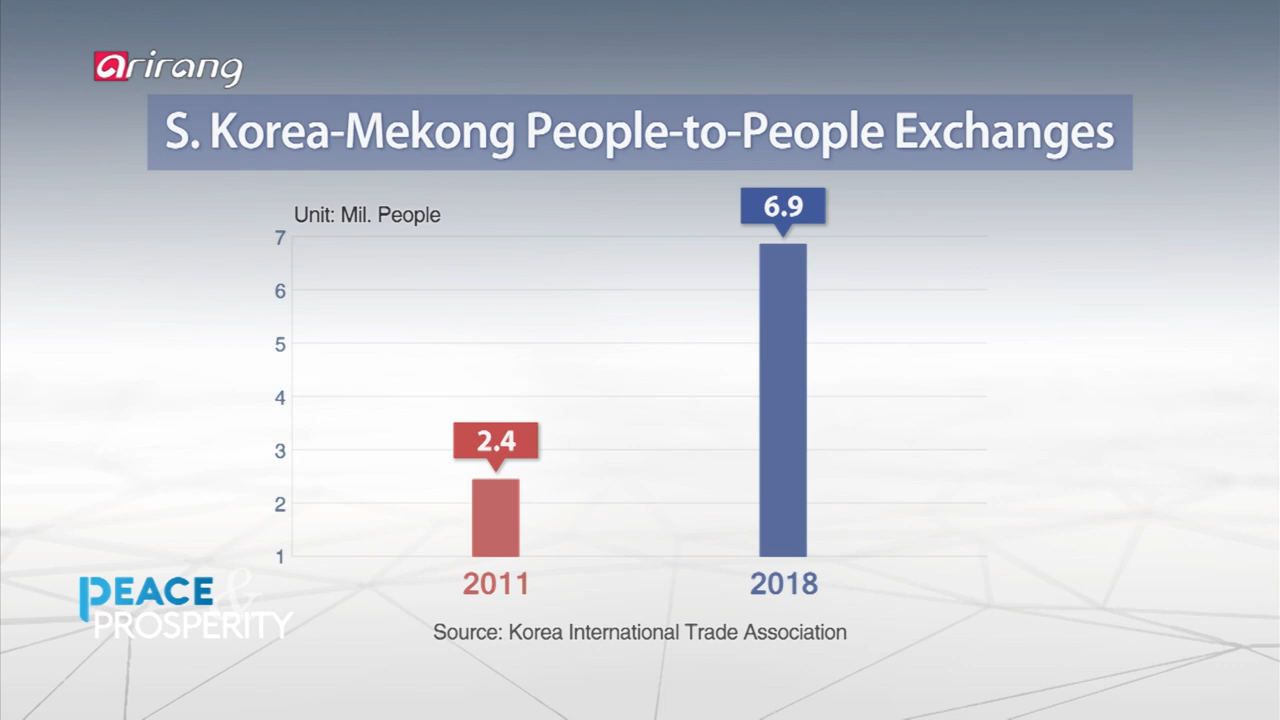 arirang
S. Korea-Mekong People-to-People Exchanges
Unit: Mil. People
7
6
5
4
3
2
1
2.4
6.9
2011
2018
PEACE &
PROSPERITY
Source: Korea International Trade Association